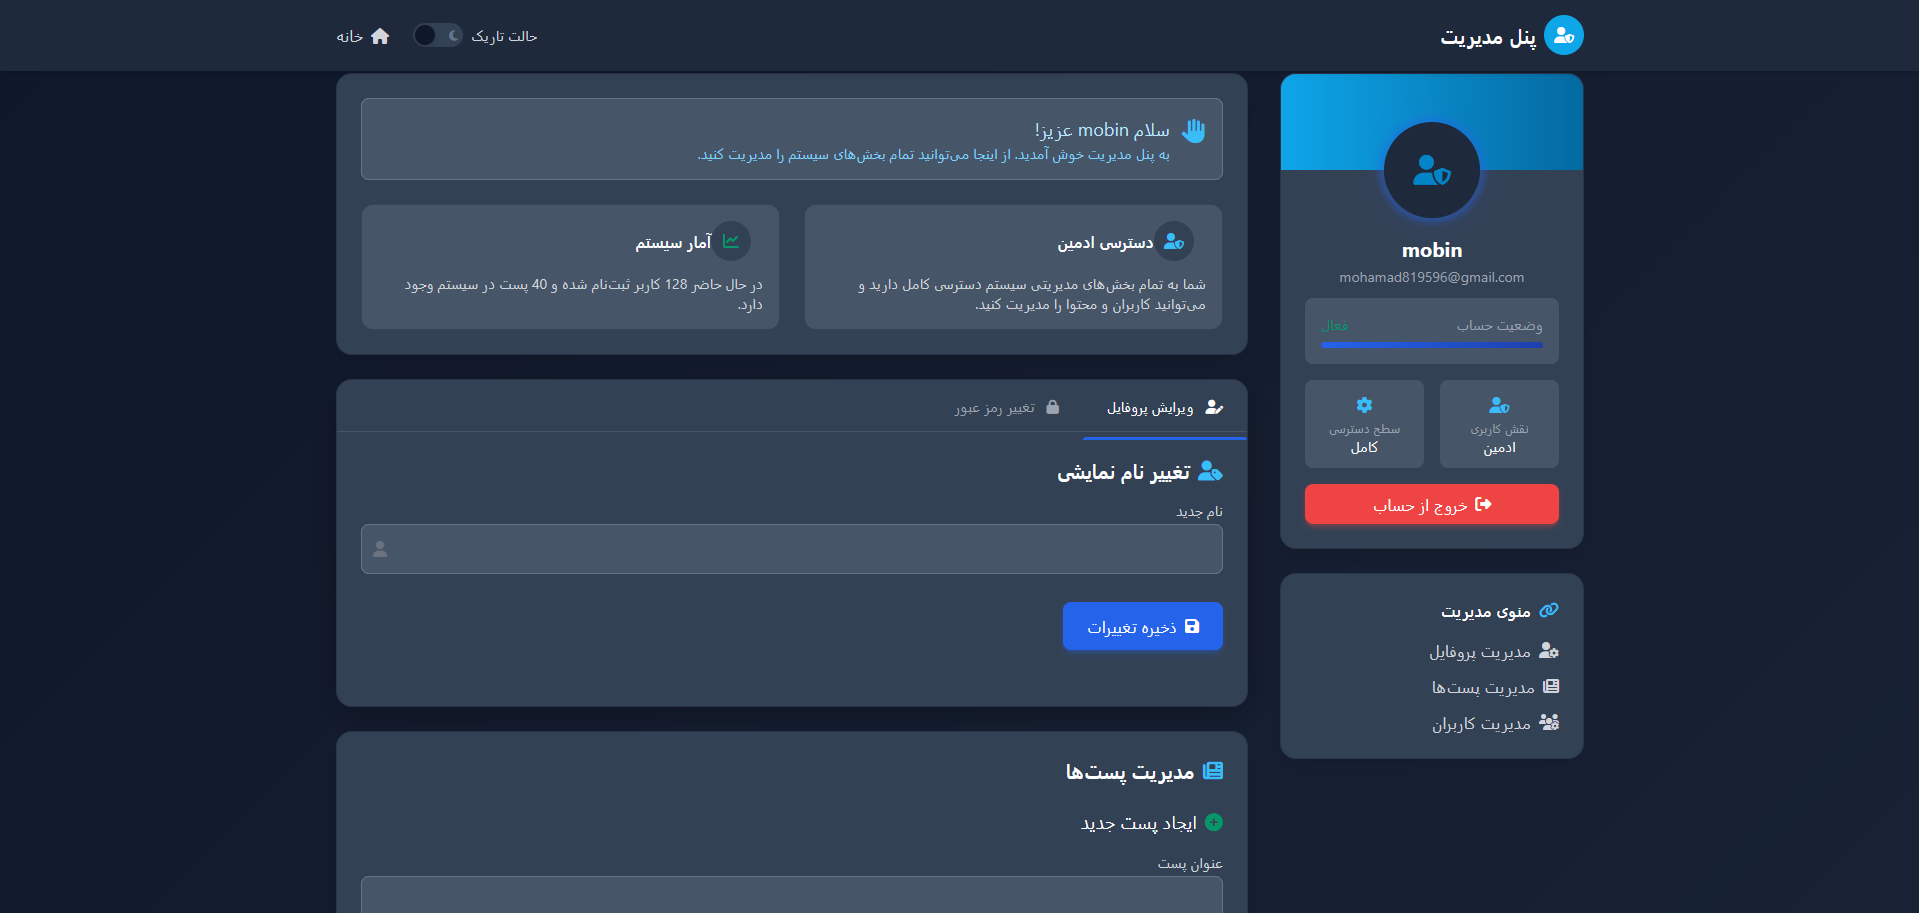 پنل مدیریت
حالت تاریک
خانه
mobin
mohamad819596@gmail.com
وضعیت حساب
فعال
نقش کاربری
ادمین
سطح دسترسی
کامل
خروج از حساب
منوی مدیریت
مدیریت پروفایل
مدیریت پست‌ها
مدیریت کاربران
سلام mobin عزیز!
به پنل مدیریت خوش آمدید. از اینجا می‌توانید تمام بخش‌های سیستم را مدیریت کنید.
دسترسی ادمین
شما به تمام بخش‌های مدیریتی سیستم دسترسی کامل دارید و
می‌توانید کاربران و محتوا را مدیریت کنید.
آمار سیستم
در حال حاضر 128 کاربر ثبت‌نام شده و 40 پست در سیستم وجود
دارد.
ویرایش پروفایل
تغییر رمز عبور
تغییر نام نمایشی
نام جدید
ذخیره تغییرات
مدیریت پست‌ها
ایجاد پست جدید
عنوان پست